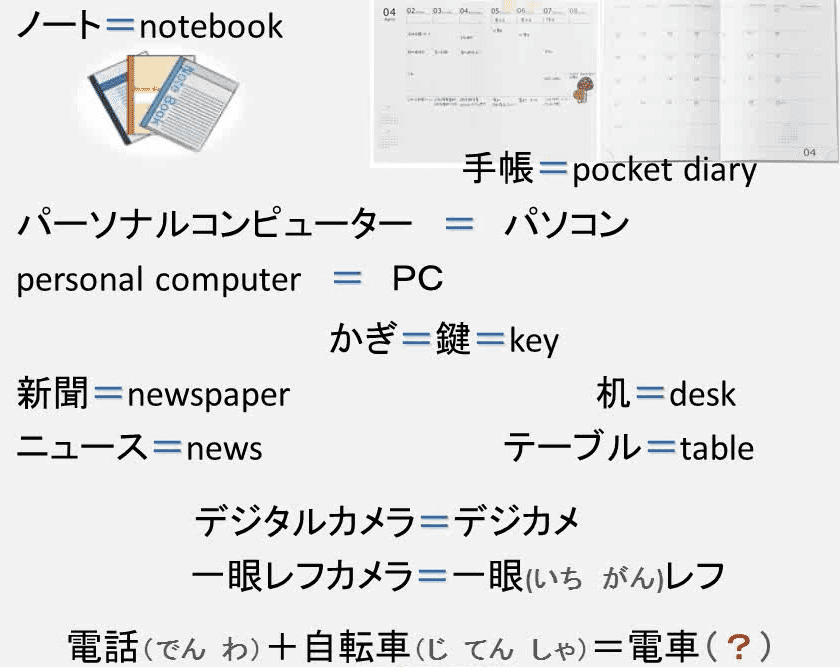 ノート＝notebook
Note Book
04 02 03 04 05 06 07 08
04
手帳＝pocket diary
パーソナルコンピューター ＝ パソコン
personal computer ＝ PC
かぎ＝鍵＝key
新聞＝newspaper
机＝desk
ニュース＝news
テーブル＝table
デジタルカメラ＝デジカメ
一眼レフカメラ＝一眼(いち がん)レフ
電話(でん わ)＋自転車(じ てん しゃ)＝電車(？)